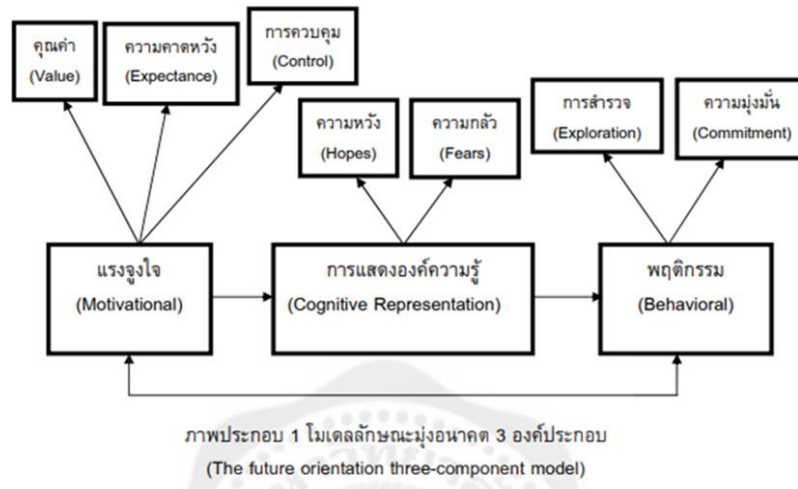 คุณค่า
(Value)
ความคาดหวัง
(Expectance)
การควบคุม
(Control)
ความหวัง
(Hopes)
ความกลัว
(Fears)
การสำรวจ
(Exploration)
ความมุ่งมั่น
(Commitment)
แรงจูงใจ
(Motivational)
การแสดงองค์ความรู้
(Cognitive Representation)
พฤติกรรม
(Behavioral)
ภาพประกอบ 1 โมเดลลักษณะมุ่งอนาคต 3 องค์ประกอบ
(The future orientation three-component model)